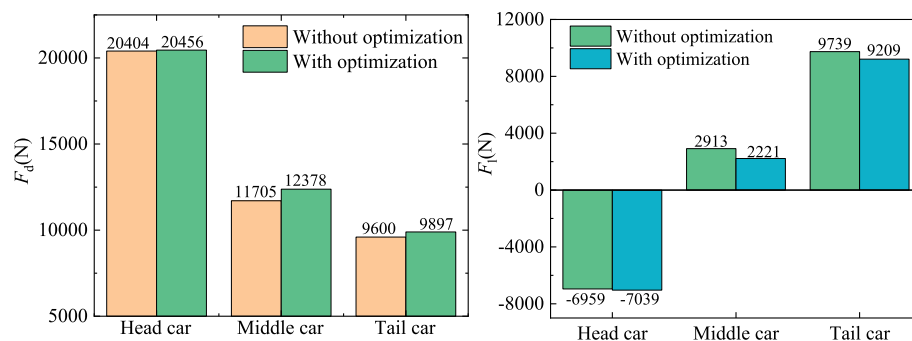 F_d(N)
20000
15000
10000
5000
Without optimization
With optimization
20404 20456
11705 12378
9600 9897
Head car Middle car Tail car
F_l(N)
12000
8000
4000
0
-4000
-8000
Without optimization
With optimization
9739 9209
2913 2221
-6959 -7039
Head car Middle car Tail car